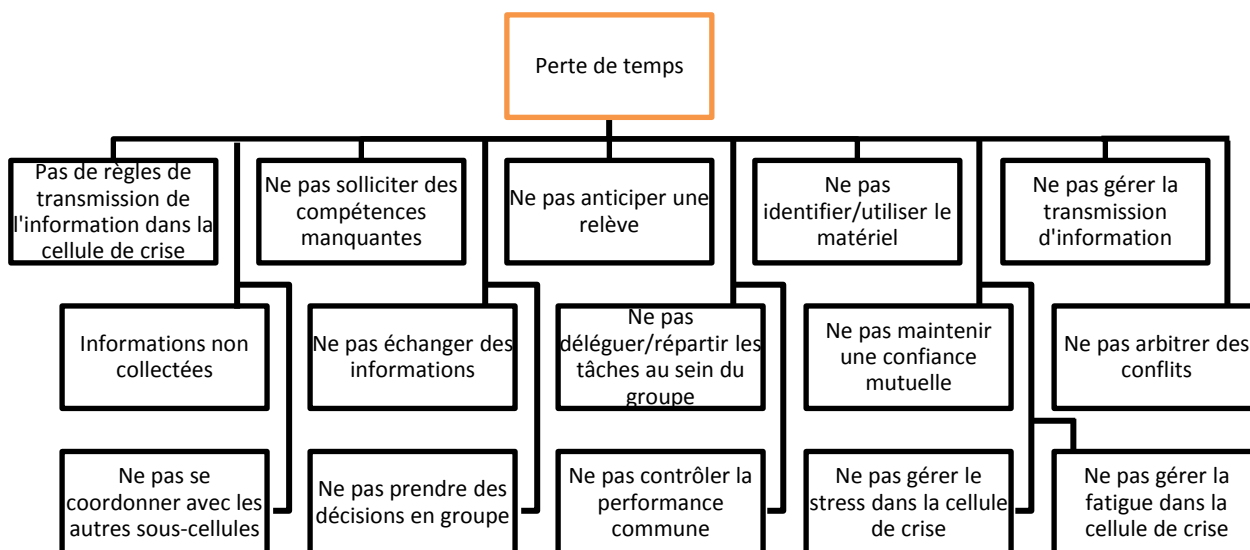 Perte de temps
Pas de règles de
transmission de
l'information dans la
cellule de crise
Ne pas solliciter des
compétences
manquantes
Ne pas anticiper une
relève
Ne pas
identifier/utiliser le
matériel
Ne pas gérer la
transmission
d'information
Informations non
collectées
Ne pas échanger des
informations
Ne pas
déléguer/répartir les
tâches au sein du
groupe
Ne pas maintenir
une confiance
mutuelle
Ne pas arbitrer des
conflits
Ne pas se
coordonner avec les
autres sous-cellules
Ne pas prendre des
décisions en groupe
Ne pas contrôler la
performance
commune
Ne pas gérer le
stress dans la cellule
de crise
Ne pas gérer la
fatigue dans la
cellule de crise